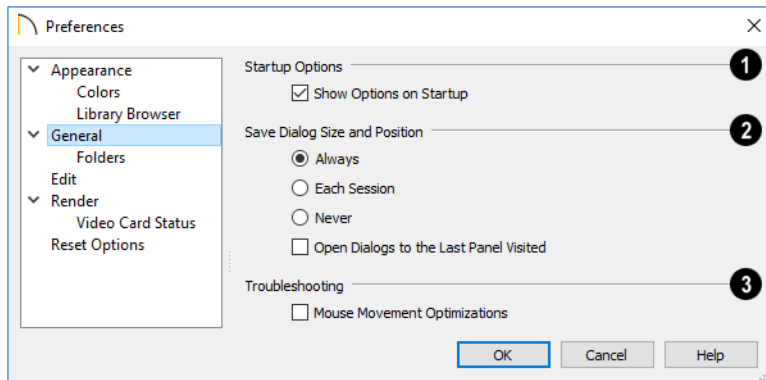 Preferences
Appearance
Colors
Library Browser
General
Folders
Edit
Render
Video Card Status
Reset Options
Startup Options 1
Show Options on Startup
Save Dialog Size and Position 2
Always
Each Session
Never
Open Dialogs to the Last Panel Visited
Troubleshooting 3
Mouse Movement Optimizations
OK Cancel Help